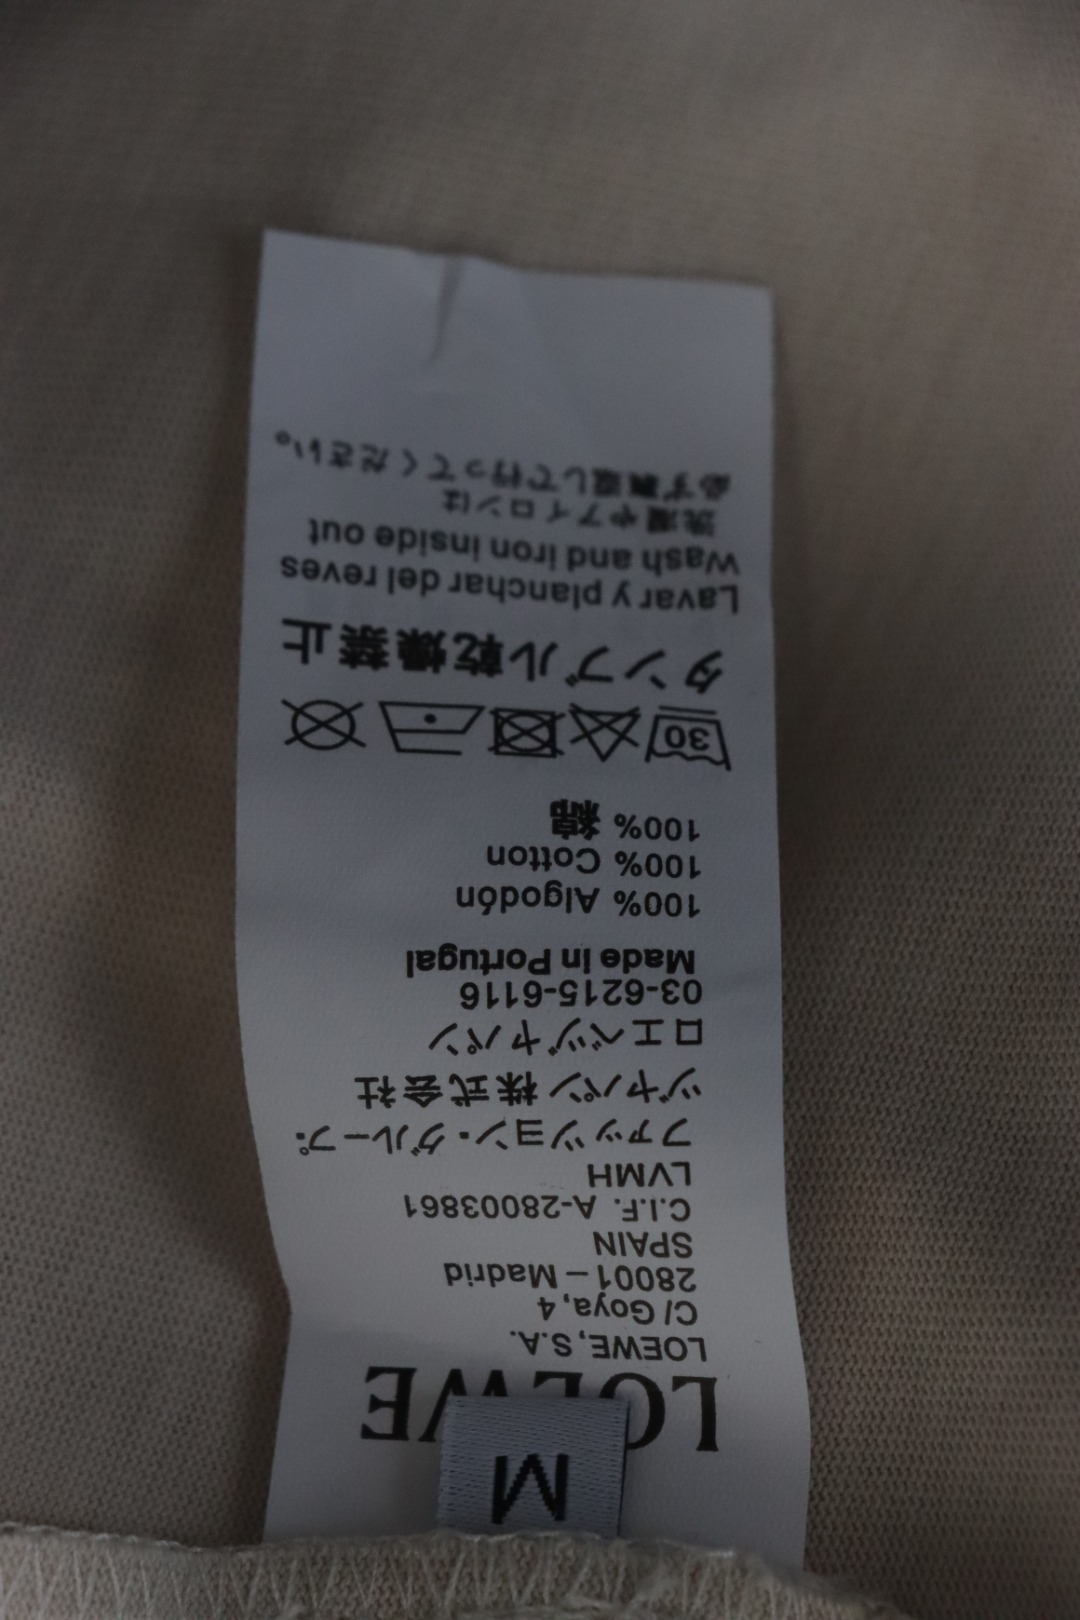 M
LOEWE
LOEWE, S.A.
C/ Goya, 4
28001 – Madrid
SPAIN
C.I.F. A-28003861
LVMH
ファッション・グループ・
ジャパン株式会社
ロエベジャパン
03-6215-6116
Made in Portugal
100% Algodón
100% Cotton
100% 綿
30
タンブル乾燥禁止
Lavar y planchar del reves
Wash and iron inside out
洗濯やアイロンは
必ず裏返しで行ってください。